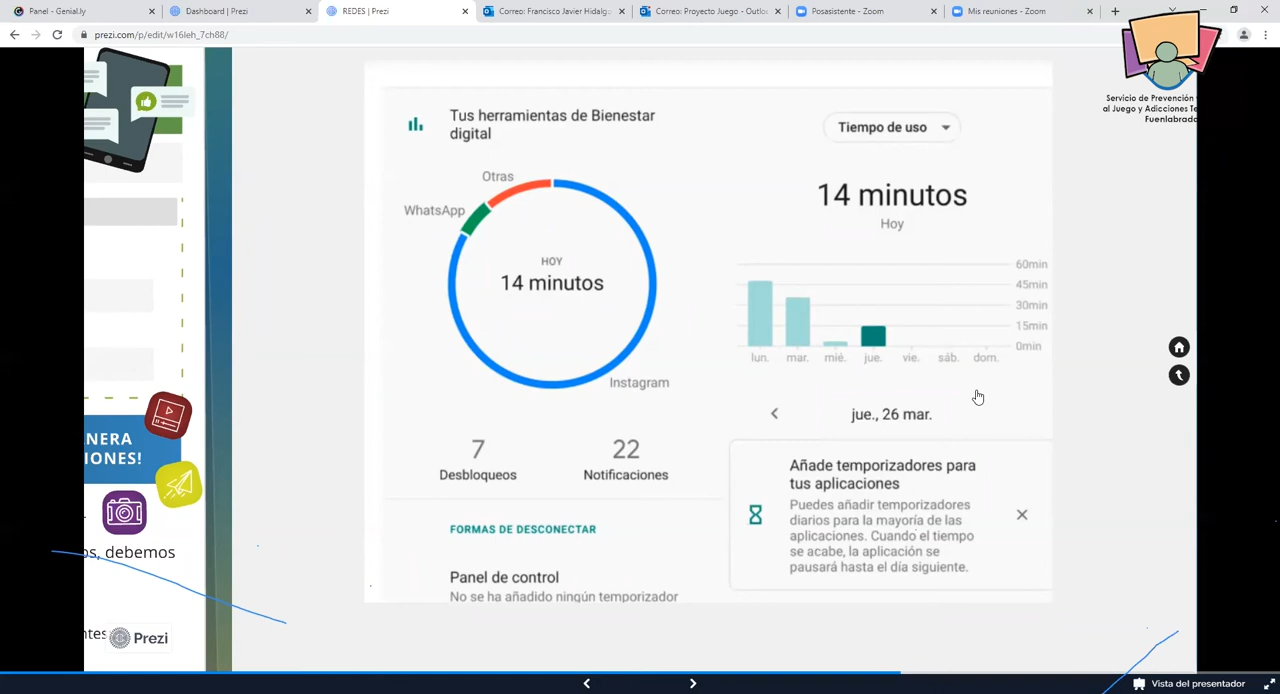 Panel - Genial.ly
Dashboard | Prezi
REDES | Prezi
Correo: Francisco Javier Hidalg
Correo: Proyecto Juego - Outlo
Posasistente - Zoom
Mis reuniones - Zoom
prezi.com/p/edit/w16leh_7ch88/
Servicio de Prevención
al Juego y Adicciones Te
Fuenlabrada
Tus herramientas de Bienestar
digital
Tiempo de uso
Otras
WhatsApp
HOY
14 minutos
Instagram
7
Desbloqueos
22
Notificaciones
FORMAS DE DESCONECTAR
Panel de control
No se ha añadido ningún temporizador
14 minutos
Hoy
60min
45min
30min
15min
0min
lun. mar. mié. jue. vie. sáb. dom.
jue., 26 mar.
Añade temporizadores para
tus aplicaciones
Puedes añadir temporizadores
diarios para la mayoría de las
aplicaciones. Cuando el tiempo
se acabe, la aplicación se
pausará hasta el día siguiente.
NERA
IONES!
os, debemos
ntes
Prezi
Vista del presentador